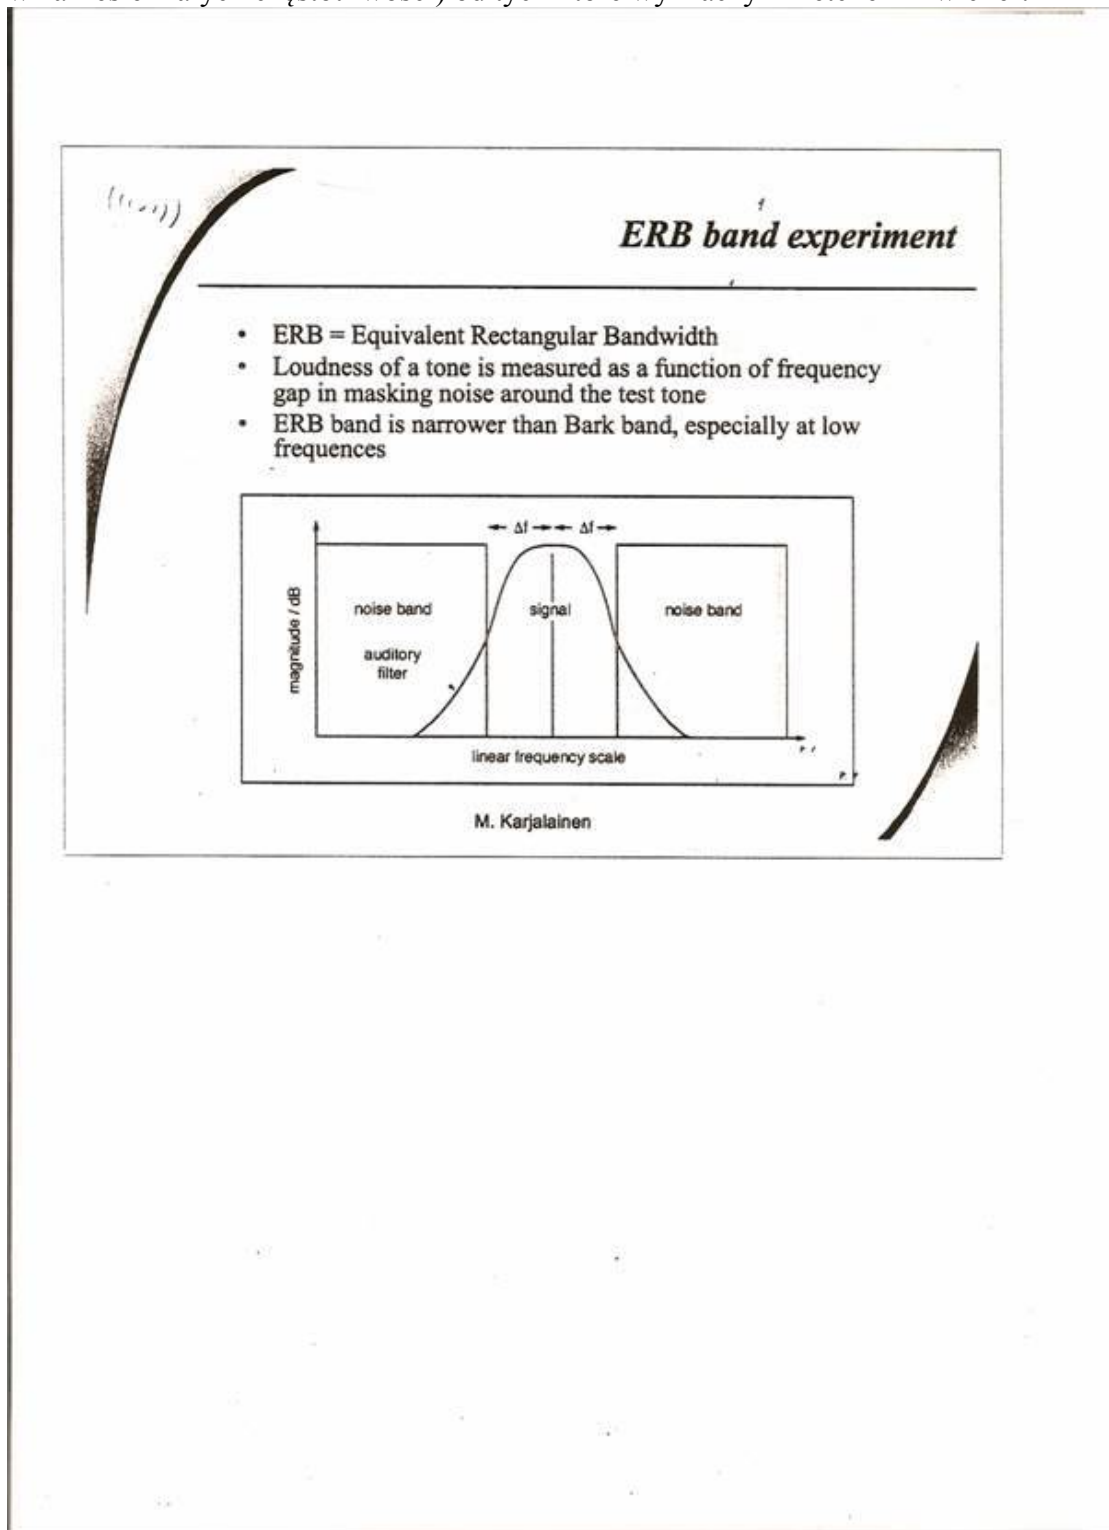 ERB band experiment
• ERB = Equivalent Rectangular Bandwidth
• Loudness of a tone is measured as a function of frequency
gap in masking noise around the test tone
• ERB band is narrower than Bark band, especially at low
frequences
Δf Δf
magnitude / dB
noise band
signal
noise band
auditory
filter
linear frequency scale
M. Karjalainen